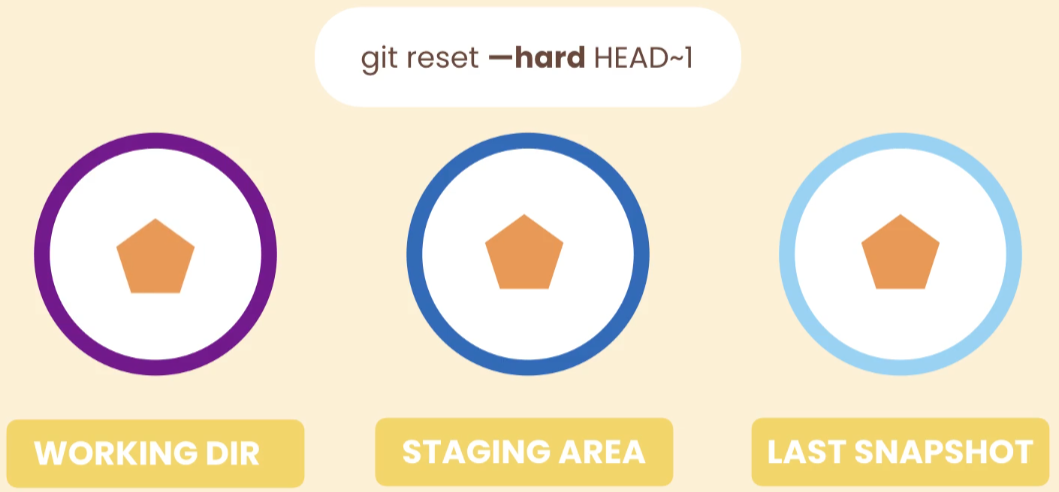 git reset —hard HEAD~1
WORKING DIR
STAGING AREA
LAST SNAPSHOT